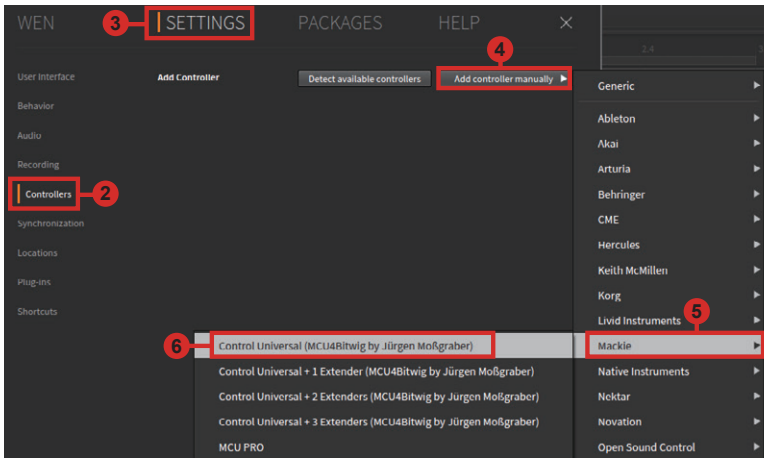 WEN
3
SETTINGS
PACKAGES
HELP
2.4
3
4
User Interface
Add Controller
Detect available controllers
Add controller manually
Behavior
Audio
Recording
Controllers
2
Synchronization
Locations
Plug-ins
Shortcuts
Generic
Ableton
Akai
Arturia
Behringer
CME
Hercules
Keith McMillen
Korg
Livid Instruments
5
Mackie
Native Instruments
Nektar
Novation
Open Sound Control
6
Control Universal (MCU4Bitwig by Jürgen Moßgraber)
Control Universal + 1 Extender (MCU4Bitwig by Jürgen Moßgraber)
Control Universal + 2 Extenders (MCU4Bitwig by Jürgen Moßgraber)
Control Universal + 3 Extenders (MCU4Bitwig by Jürgen Moßgraber)
MCU PRO